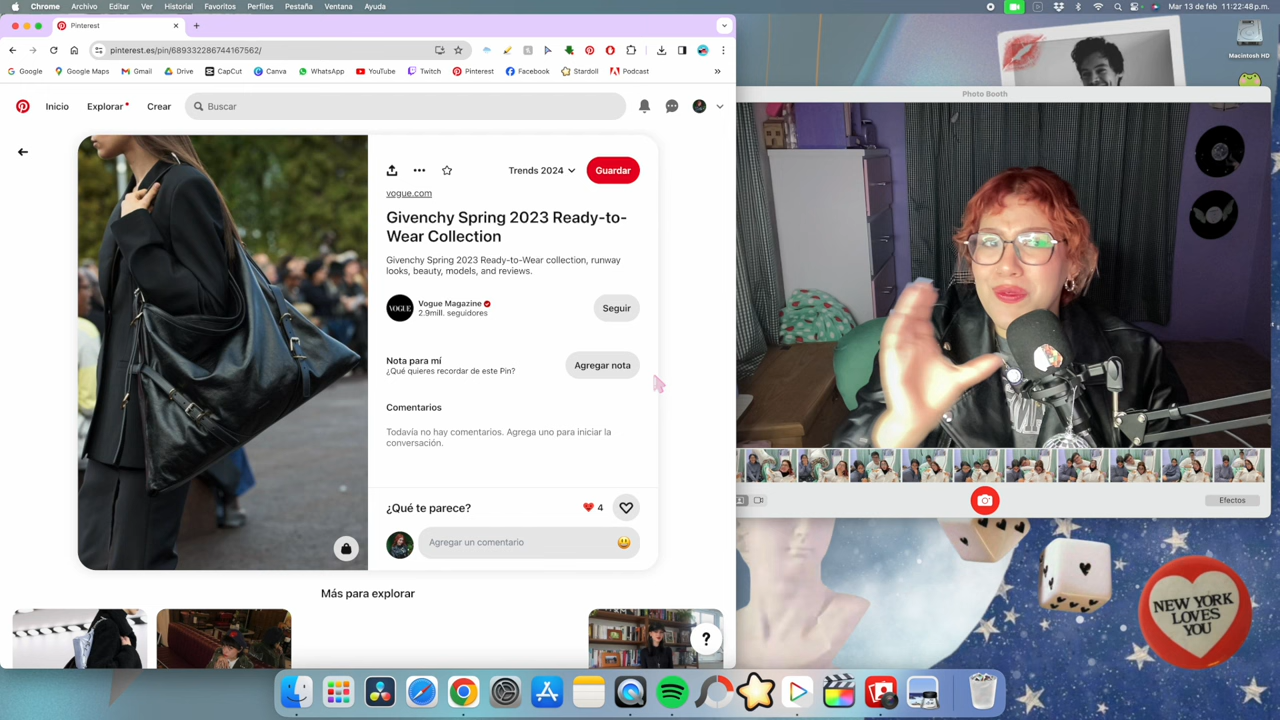 Chrome Archivo Editar Ver Historial Favoritos Perfiles Pestaña Ventana Ayuda
Mar 13 de feb 11:22:48 p.m.
Pinterest
pinterest.es/pin/689332286744167562/
Google Google Maps Gmail Drive CapCut Canva WhatsApp YouTube Twitch Pinterest Facebook Stardoll Podcast
Inicio Explorar Crear Buscar
Trends 2024 Guardar
vogue.com
Givenchy Spring 2023 Ready-to-
Wear Collection
Givenchy Spring 2023 Ready-to-Wear collection, runway
looks, beauty, models, and reviews.
VOGUE
Vogue Magazine
2.9mill. seguidores
Seguir
Nota para mí
¿Qué quieres recordar de este Pin?
Agregar nota
Comentarios
Todavía no hay comentarios. Agrega uno para iniciar la
conversación.
¿Qué te parece? 4
Agregar un comentario
Más para explorar
?
Macintosh HD
Photo Booth
Efectos
NEW YORK
LOVES
YOU